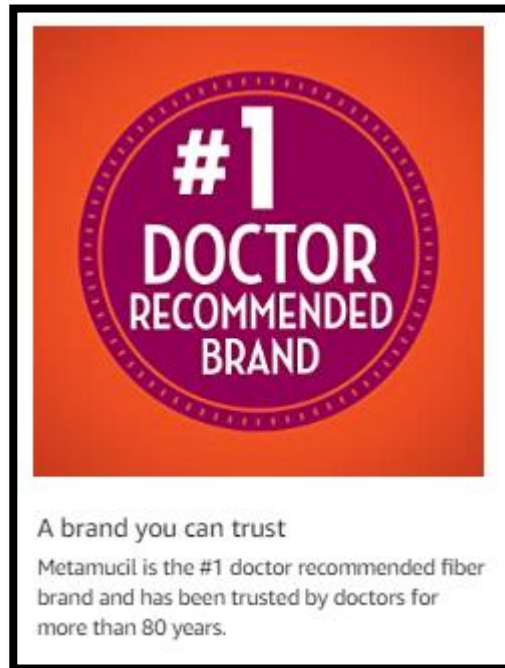 #1
DOCTOR
RECOMMENDED
BRAND
A brand you can trust
Metamucil is the #1 doctor recommended fiber
brand and has been trusted by doctors for
more than 80 years.